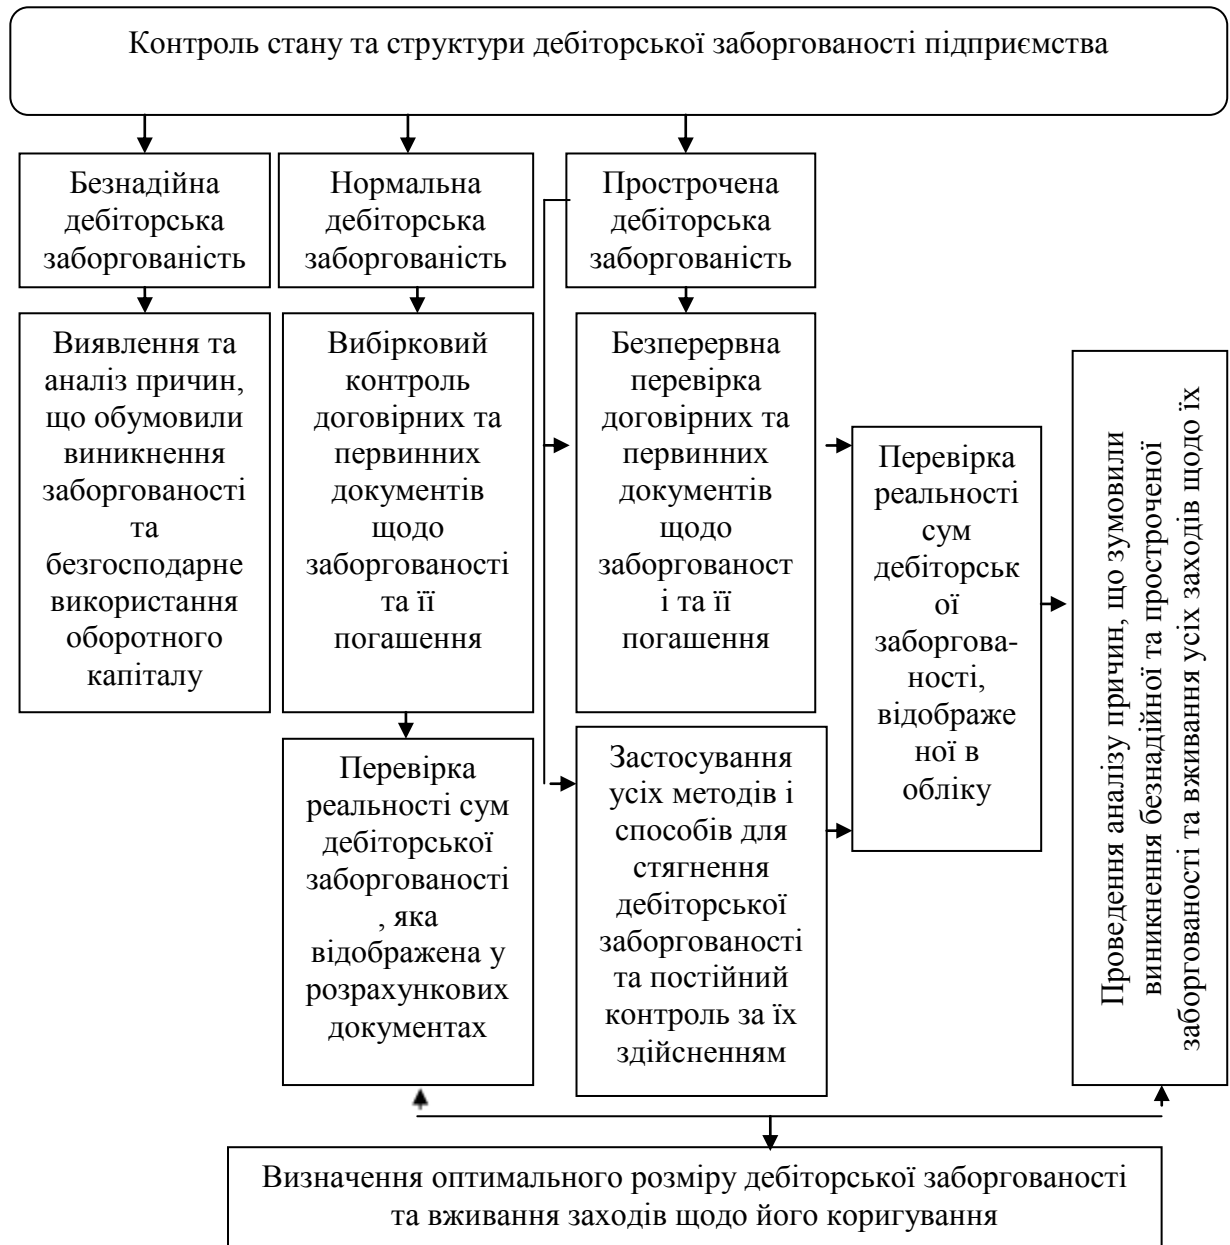 Контроль стану та структури дебіторської заборгованості підприємства
Безнадійна
дебіторська
заборгованість
Нормальна
дебіторська
заборгованість
Прострочена
дебіторська
заборгованість
Виявлення та
аналіз причин,
що обумовили
виникнення
заборгованості
та
безгосподарне
використання
оборотного
капіталу
Вибірковий
контроль
договірних та
первинних
документів
щодо
заборгованості
та її
погашення
Безперервна
перевірка
договірних та
первинних
документів
щодо
заборгованост
і та її
погашення
Перевірка
реальності
сум
дебіторськ
ої
заборгова-
ності,
відображе
ної в
обліку
Проведення аналізу причин, що зумовили
виникнення безнадійної та простроченої
заборгованості та вживання усіх заходів щодо їх
Перевірка
реальності сум
дебіторської
заборгованості
, яка
відображена у
розрахункових
документах
Застосування
усіх методів і
способів для
стягнення
дебіторської
заборгованості
та постійний
контроль за їх
здійсненням
Визначення оптимального розміру дебіторської заборгованості
та вживання заходів щодо його коригування